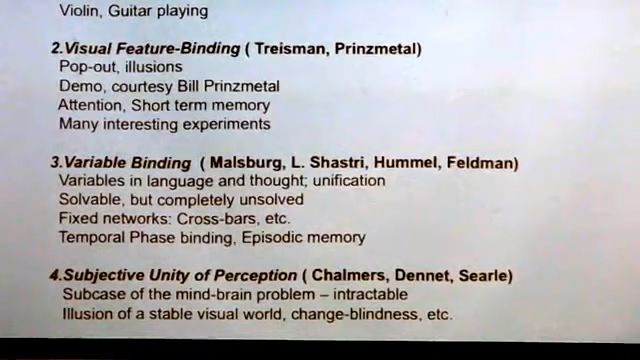 Violin, Guitar playing
2.Visual Feature-Binding ( Treisman, Prinzmetal)
Pop-out, illusions
Demo, courtesy Bill Prinzmetal
Attention, Short term memory
Many interesting experiments
3.Variable Binding ( Malsburg, L. Shastri, Hummel, Feldman)
Variables in language and thought; unification
Solvable, but completely unsolved
Fixed networks: Cross-bars, etc.
Temporal Phase binding, Episodic memory
4.Subjective Unity of Perception ( Chalmers, Dennet, Searle)
Subcase of the mind-brain problem – intractable
Illusion of a stable visual world, change-blindness, etc.